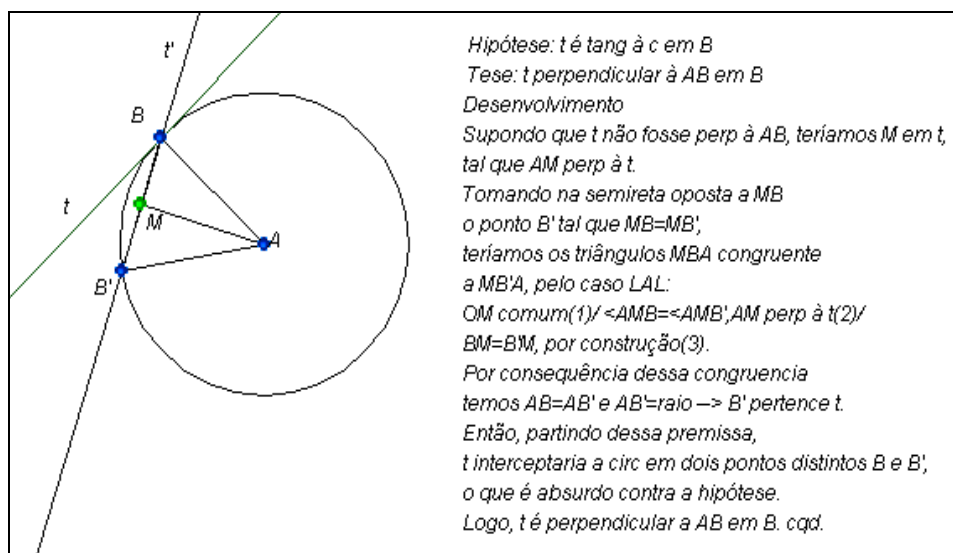 t'
B
t
M
A
B'
Hipótese: t é tang à c em B
Tese: t perpendicular à AB em B
Desenvolvimento
Supondo que t não fosse perp à AB, teríamos M em t,
tal que AM perp à t.
Tomando na semireta oposta a MB
o ponto B' tal que MB=MB',
teríamos os triângulos MBA congruente
a MB'A, pelo caso LAL:
OM comum(1)/ <AMB=<AMB',AM perp à t(2)/
BM=B'M, por construção(3).
Por consequência dessa congruencia
temos AB=AB' e AB'=raio --> B' pertence t.
Então, partindo dessa premissa,
t interceptaria a circ em dois pontos distintos B e B',
o que é absurdo contra a hipótese.
Logo, t é perpendicular a AB em B. cqd.